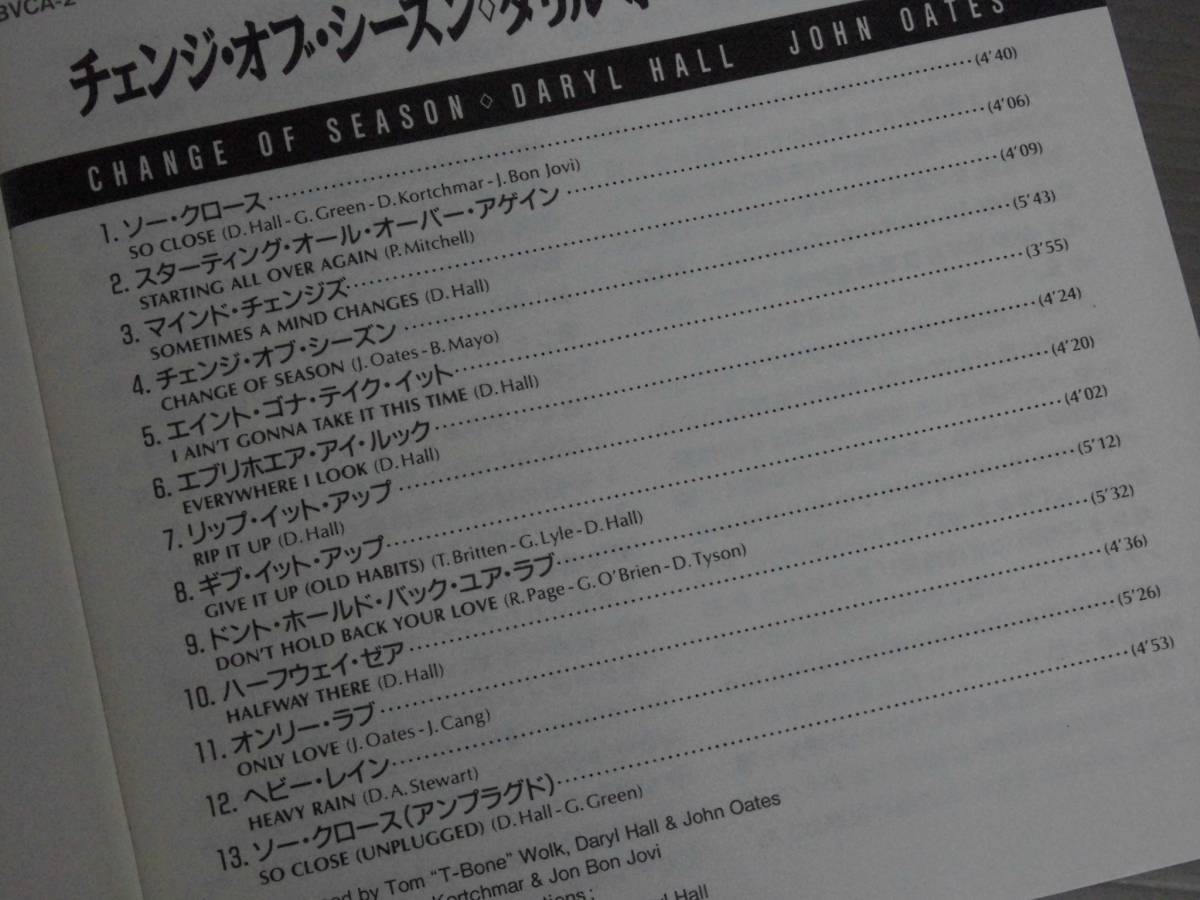 BVCA-2
チェンジ・オブ・シーズン◇ダリル・
CHANGE OF SEASON ◇ DARYL HALL JOHN OATES
1. ソー・クロース (4'40)
SO CLOSE (D. Hall - G. Green - D. Kortchmar - J. Bon Jovi)
2. スターティング・オール・オーバー・アゲイン (4'06)
STARTING ALL OVER AGAIN (P. Mitchell)
3. マインド・チェンジズ (4'09)
SOMETIMES A MIND CHANGES (D. Hall)
4. チェンジ・オブ・シーズン (5'43)
CHANGE OF SEASON (J. Oates - B. Mayo)
5. エイント・ゴナ・テイク・イット (3'55)
I AIN'T GONNA TAKE IT THIS TIME (D. Hall)
6. エブリホエア・アイ・ルック (4'24)
EVERYWHERE I LOOK (D. Hall)
7. リップ・イット・アップ (4'20)
RIP IT UP (D. Hall)
8. ギブ・イット・アップ (4'02)
GIVE IT UP (OLD HABITS) (T. Britten - G. Lyle - D. Hall)
9. ドント・ホールド・バック・ユア・ラブ (5'12)
DON'T HOLD BACK YOUR LOVE (R. Page - G. O'Brien - D. Tyson)
10. ハーフウェイ・ゼア (5'32)
HALFWAY THERE (D. Hall)
11. オンリー・ラブ (4'36)
ONLY LOVE (J. Oates - J. Cang)
12. ヘビー・レイン (5'26)
HEAVY RAIN (D. A. Stewart)
13. ソー・クロース(アンプラグド) (4'53)
SO CLOSE (UNPLUGGED) (D. Hall - G. Green)
by Tom "T-Bone" Wolk, Daryl Hall & John Oates
Kortchmar & Jon Bon Jovi
Hall